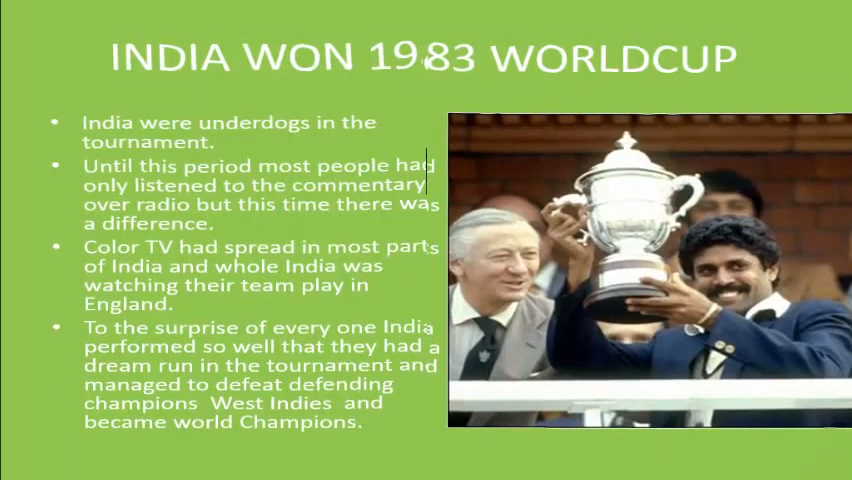 INDIA WON 1983 WORLDCUP
• India were underdogs in the
tournament.
• Until this period most people had
only listened to the commentary
over radio but this time there was
a difference.
• Color TV had spread in most parts
of India and whole India was
watching their team play in
England.
• To the surprise of every one India
performed so well that they had a
dream run in the tournament and
managed to defeat defending
champions West Indies and
became world Champions.